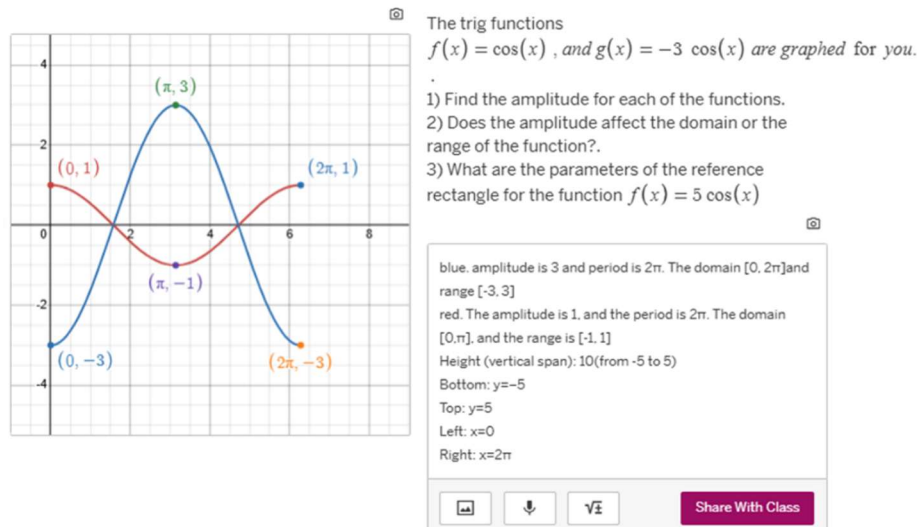 The trig functions
f(x) = cos(x) , and g(x) = −3 cos(x) are graphed for you.
.
1) Find the amplitude for each of the functions.
2) Does the amplitude affect the domain or the
range of the function?.
3) What are the parameters of the reference
rectangle for the function f(x) = 5 cos(x)
4
(π, 3)
2
(0, 1)
(2π, 1)
0
2
4
6
8
(π, −1)
-2
(0, −3)
(2π, −3)
-4
blue. amplitude is 3 and period is 2π. The domain [0, 2π]and
range [-3, 3]
red. The amplitude is 1, and the period is 2π. The domain
[0,π], and the range is [-1, 1]
Height (vertical span): 10(from -5 to 5)
Bottom: y=−5
Top: y=5
Left: x=0
Right: x=2π
√±
Share With Class